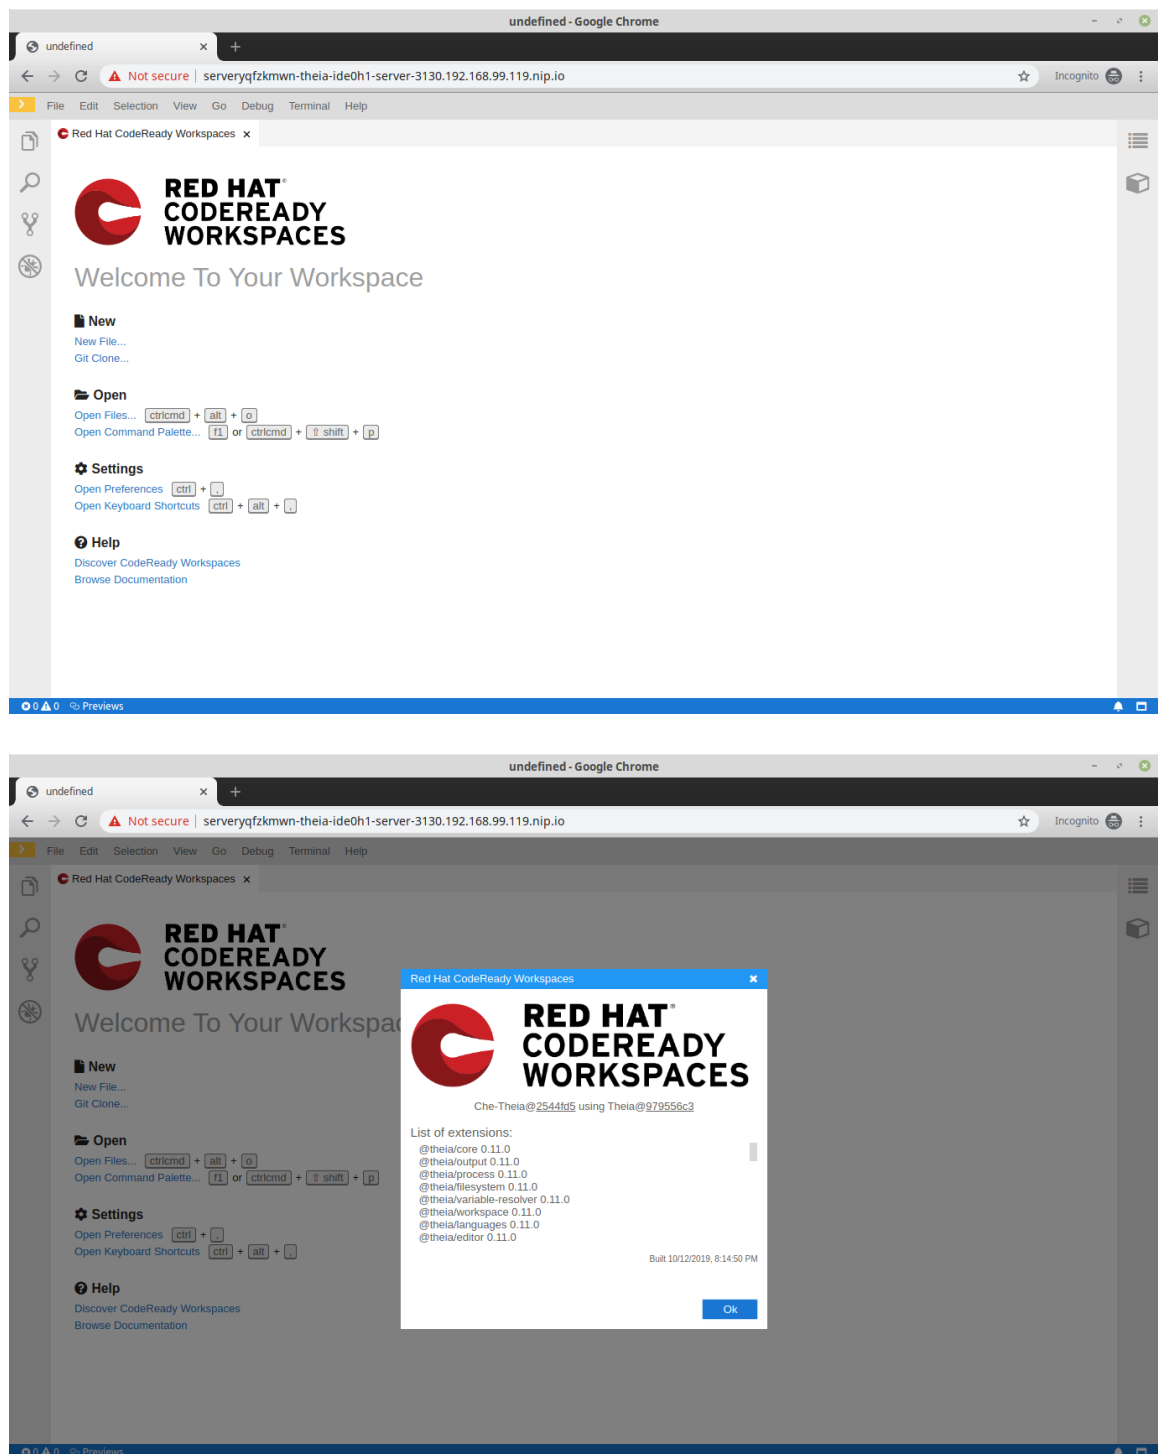 undefined - Google Chrome
undefined
Not secure serveryqfzkmwn-theia-ide0h1-server-3130.192.168.99.119.nip.io Incognito
File Edit Selection View Go Debug Terminal Help
Red Hat CodeReady Workspaces
RED HAT®
CODEREADY
WORKSPACES
Welcome To Your Workspace
New
New File...
Git Clone...
Open
Open Files... ctrlcmd + alt + o
Open Command Palette... f1 or ctrlcmd + ⇧ shift + p
Settings
Open Preferences ctrl + ,
Open Keyboard Shortcuts ctrl + alt + ,
Help
Discover CodeReady Workspaces
Browse Documentation
0 0 Previews
undefined - Google Chrome
undefined
Not secure serveryqfzkmwn-theia-ide0h1-server-3130.192.168.99.119.nip.io Incognito
File Edit Selection View Go Debug Terminal Help
Red Hat CodeReady Workspaces
RED HAT®
CODEREADY
WORKSPACES
Welcome To Your Workspac
New
New File...
Git Clone...
Open
Open Files... ctrlcmd + alt + o
Open Command Palette... f1 or ctrlcmd + ⇧ shift + p
Settings
Open Preferences ctrl + ,
Open Keyboard Shortcuts ctrl + alt + ,
Help
Discover CodeReady Workspaces
Browse Documentation
Red Hat CodeReady Workspaces
RED HAT®
CODEREADY
WORKSPACES
Che-Theia@2544fd5 using Theia@979556c3
List of extensions:
@theia/core 0.11.0
@theia/output 0.11.0
@theia/process 0.11.0
@theia/filesystem 0.11.0
@theia/variable-resolver 0.11.0
@theia/workspace 0.11.0
@theia/languages 0.11.0
@theia/editor 0.11.0
Built 10/12/2019, 8:14:50 PM
Ok
0 0 Previews